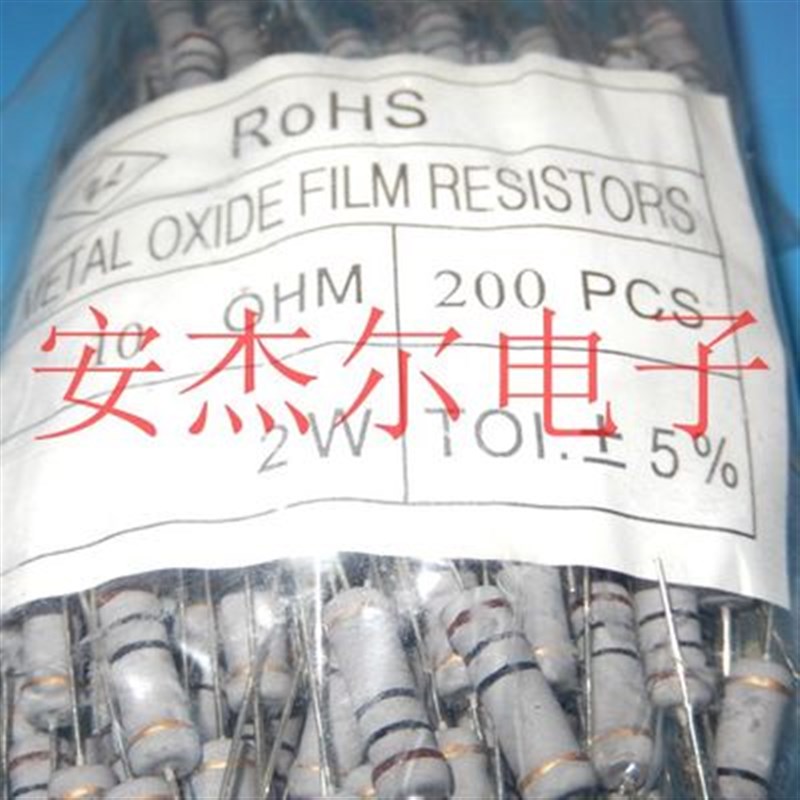 RoHS
METAL OXIDE FILM RESISTORS
10 OHM 200 PCS
安杰尔电子
2W TOL.± 5%